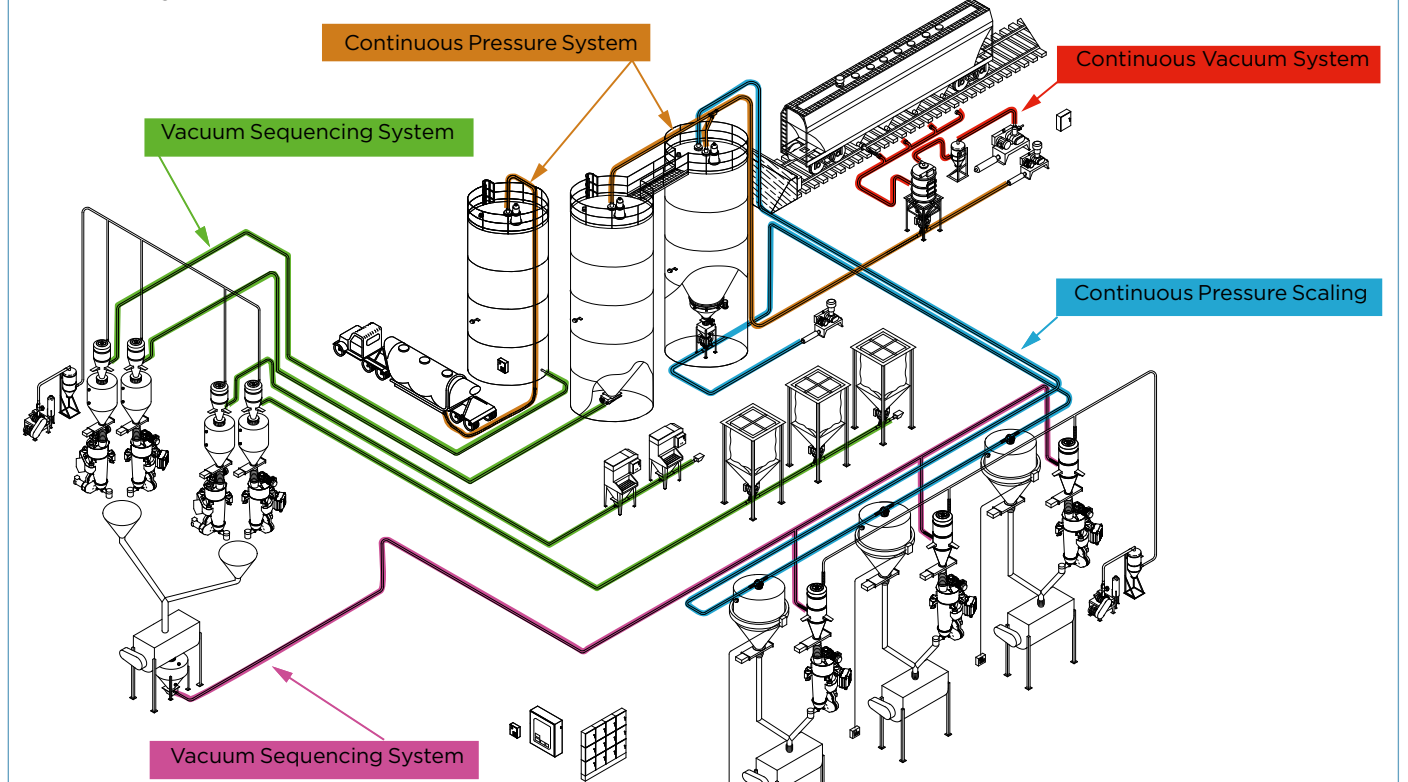 Continuous Pressure System
Continuous Vacuum System
Vacuum Sequencing System
Continuous Pressure Scaling
Vacuum Sequencing System